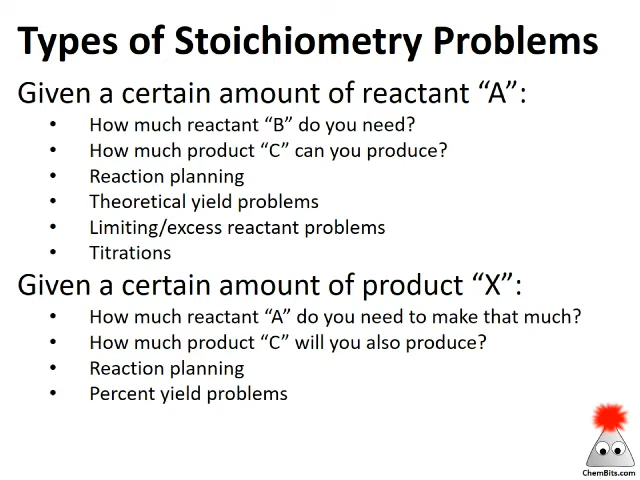 Types of Stoichiometry Problems
Given a certain amount of reactant “A”:
• How much reactant “B” do you need?
• How much product “C” can you produce?
• Reaction planning
• Theoretical yield problems
• Limiting/excess reactant problems
• Titrations
Given a certain amount of product “X”:
• How much reactant “A” do you need to make that much?
• How much product “C” will you also produce?
• Reaction planning
• Percent yield problems
ChemBits.com